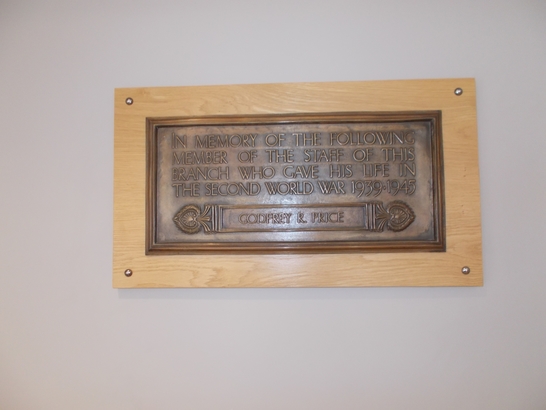 IN MEMORY OF THE FOLLOWING
MEMBER OF THE STAFF OF THIS
BRANCH WHO GAVE HIS LIFE IN
THE SECOND WORLD WAR 1939-1945
GODFREY R. PRICE